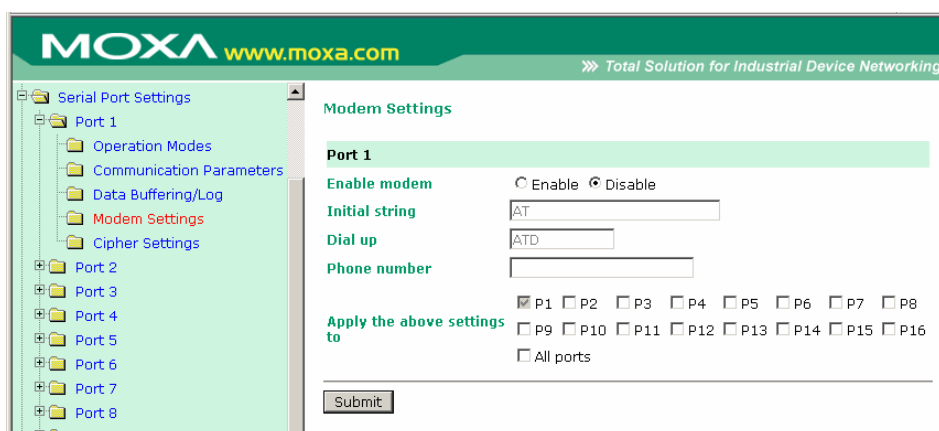 MOXA www.moxa.com
Total Solution for Industrial Device Networking
Serial Port Settings
Port 1
Operation Modes
Communication Parameters
Data Buffering/Log
Modem Settings
Cipher Settings
Port 2
Port 3
Port 4
Port 5
Port 6
Port 7
Port 8
Modem Settings
Port 1
Enable modem Enable Disable
Initial string AT
Dial up ATD
Phone number
Apply the above settings to
P1 P2 P3 P4 P5 P6 P7 P8
P9 P10 P11 P12 P13 P14 P15 P16
All ports
Submit